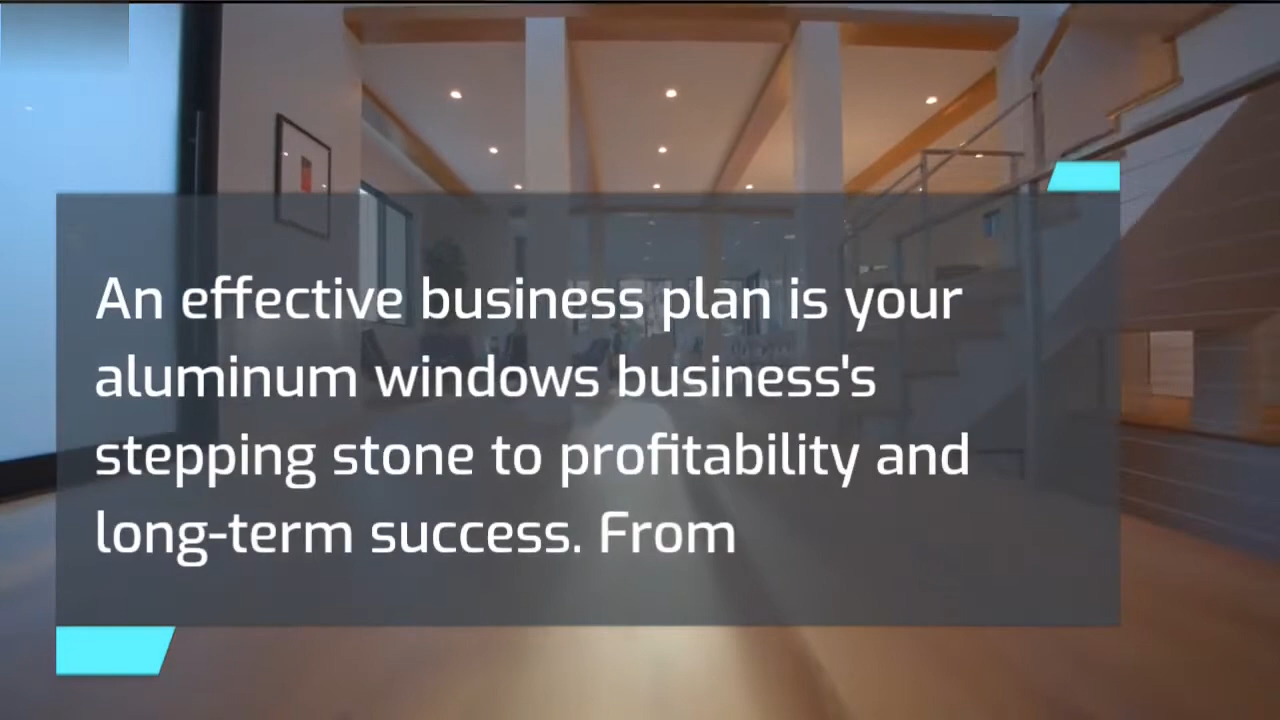 An effective business plan is your
aluminum windows business's
stepping stone to profitability and
long-term success. From